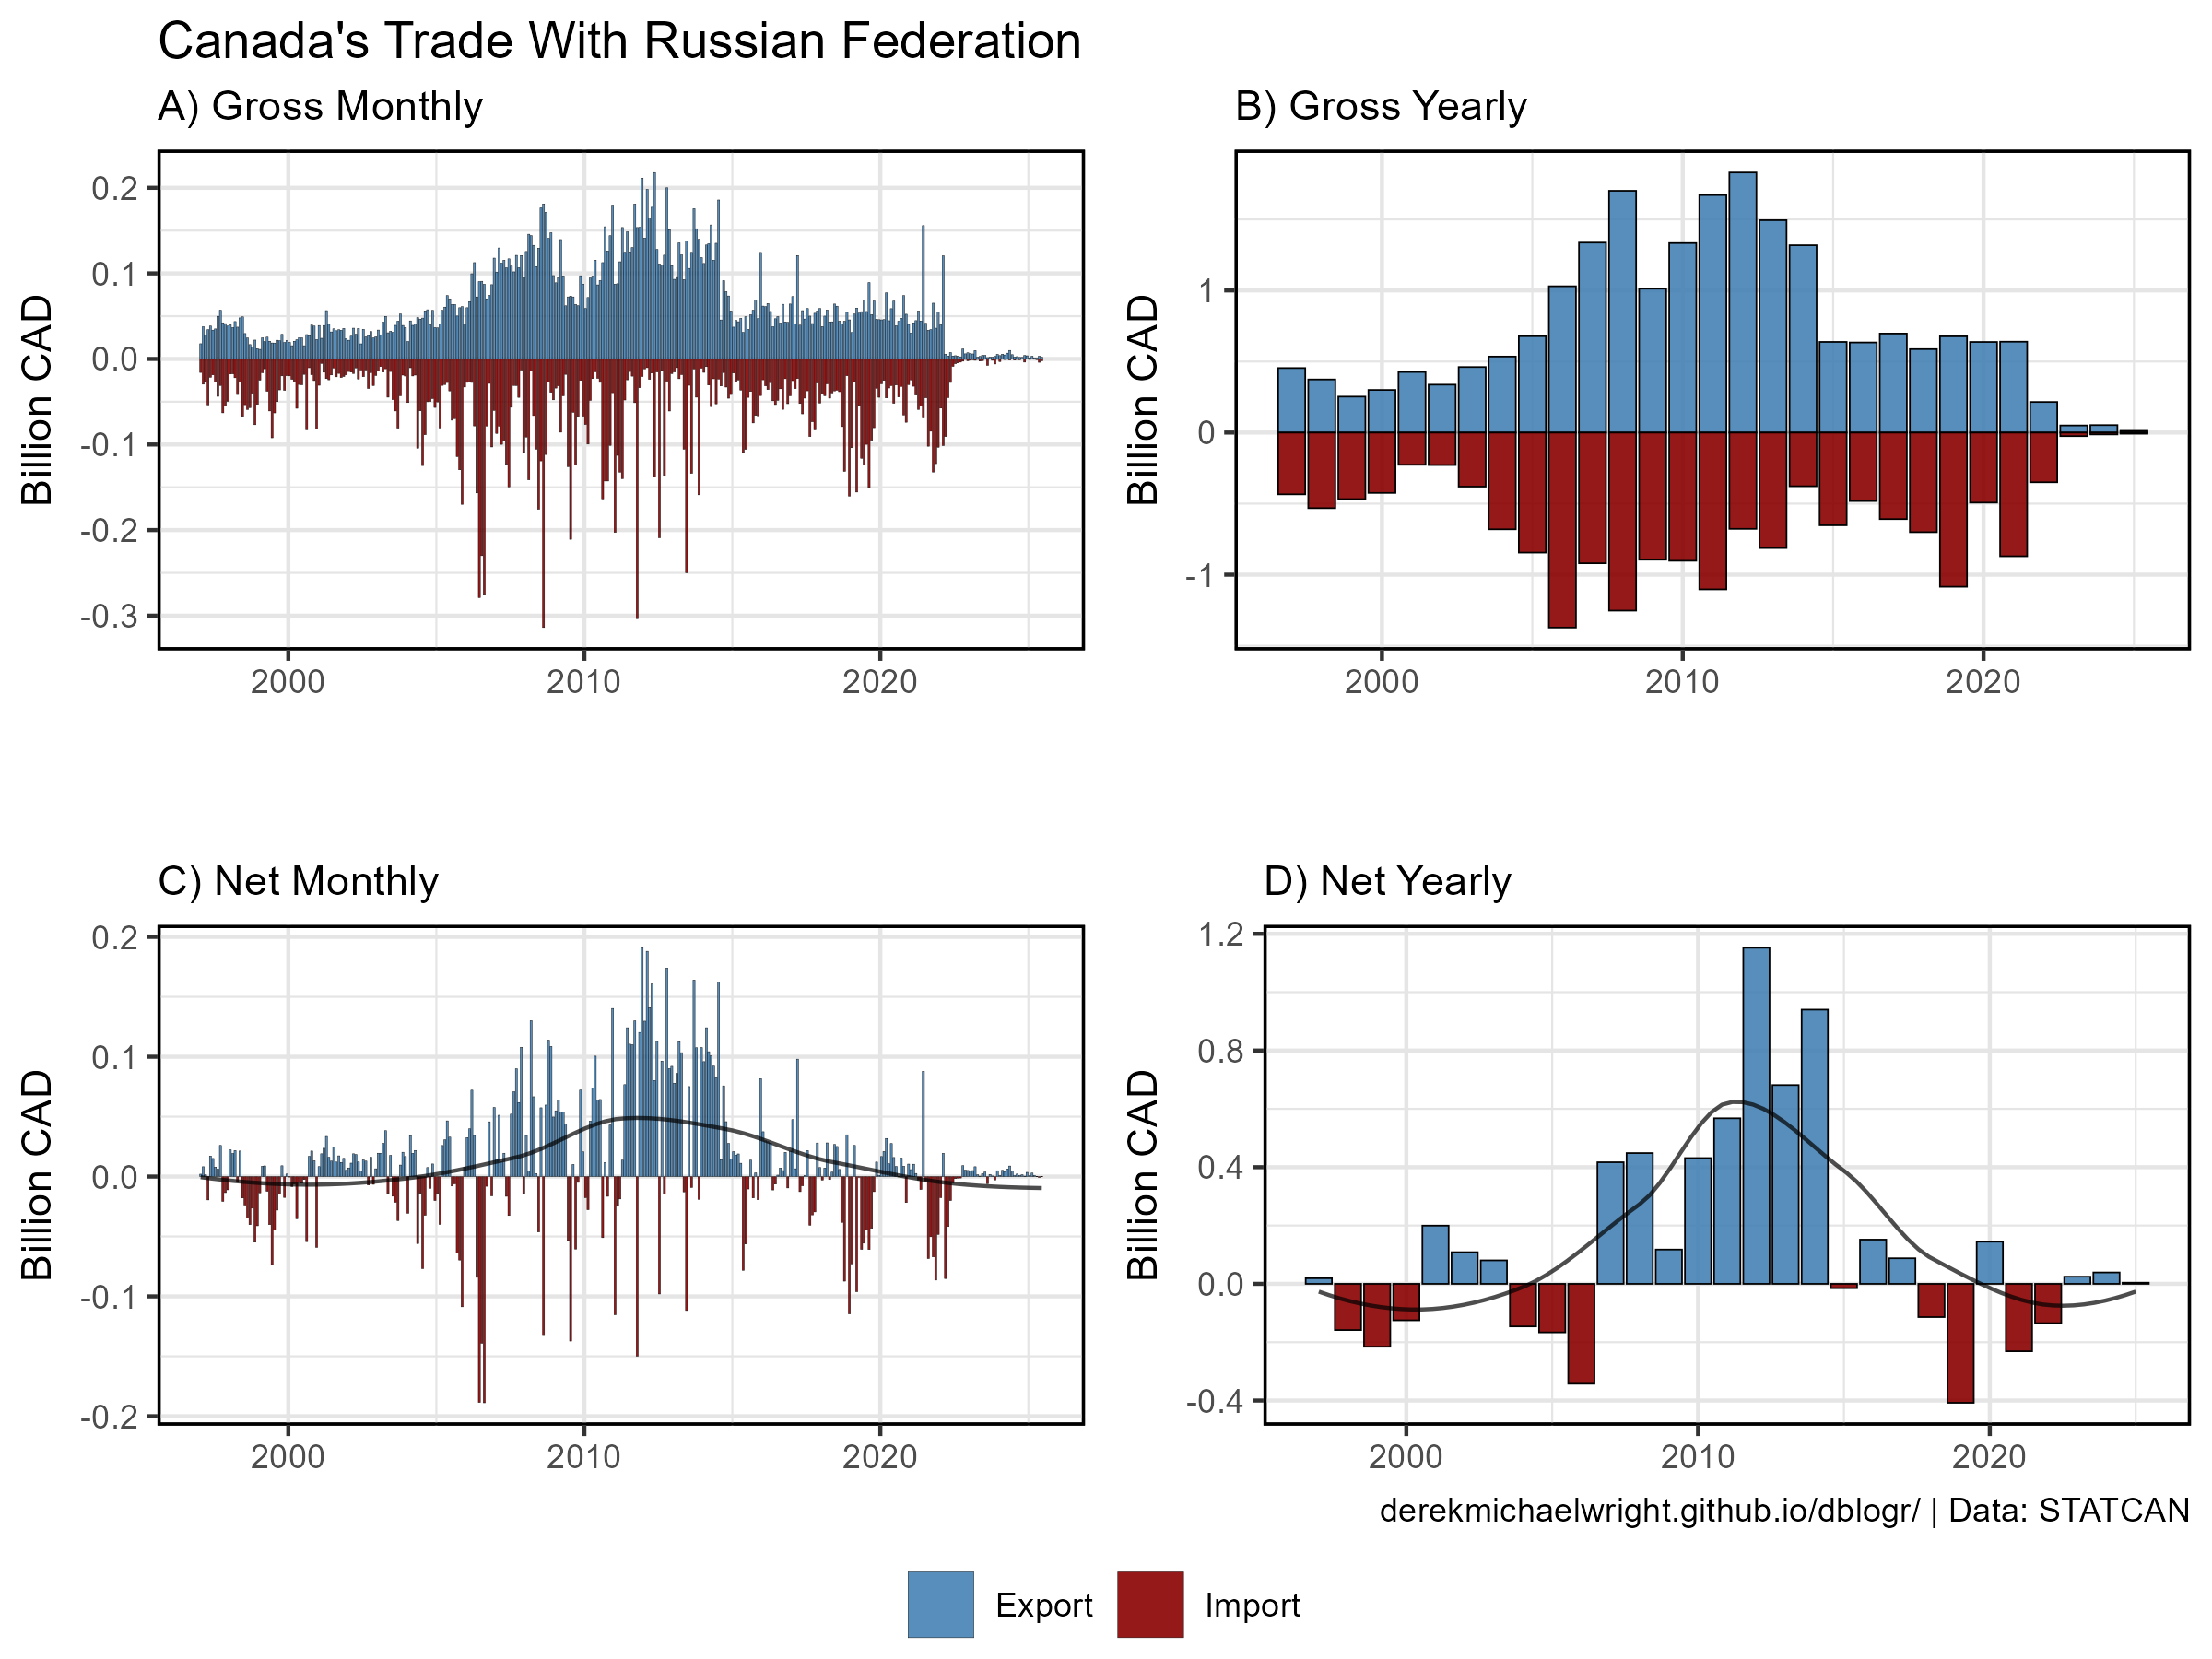 Canada's Trade With Russian Federation
A) Gross Monthly
Billion CAD
0.2
0.1
0.0
-0.1
-0.2
-0.3
2000 2010 2020
B) Gross Yearly
Billion CAD
1
0
-1
2000 2010 2020
C) Net Monthly
Billion CAD
0.2
0.1
0.0
-0.1
-0.2
2000 2010 2020
D) Net Yearly
Billion CAD
1.2
0.8
0.4
0.0
-0.4
2000 2010 2020
derekmichaelwright.github.io/dblogr/ | Data: STATCAN
Export Import